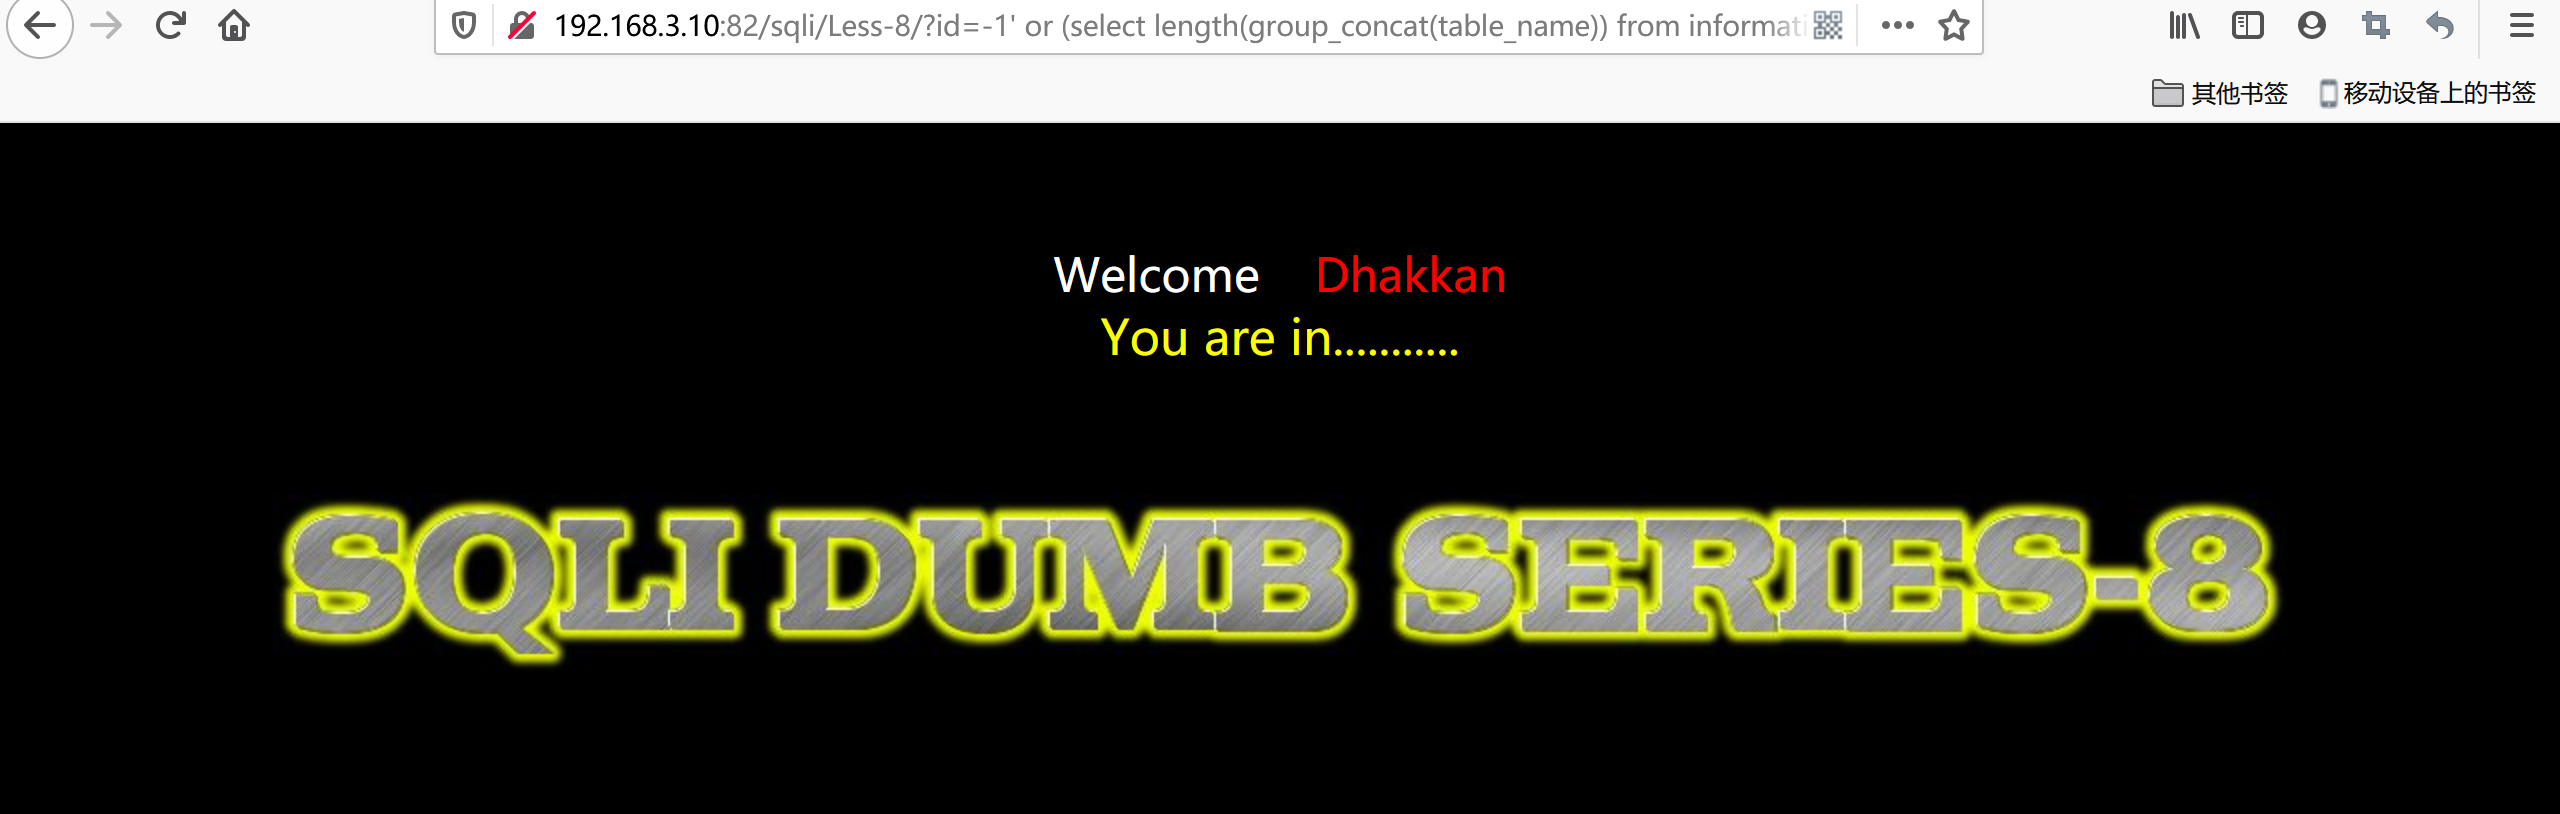 192.168.3.10:82/sqli/Less-8/?id=-1' or (select length(group_concat(table_name)) from informati
其他书签 移动设备上的书签
Welcome Dhakkan
You are in...........
SQLI DUMB SERIES-8